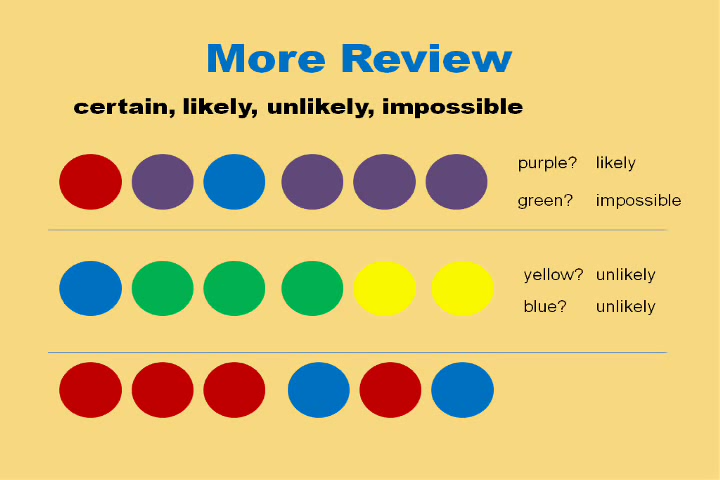 More Review
certain, likely, unlikely, impossible
purple? likely
green? impossible
yellow? unlikely
blue? unlikely